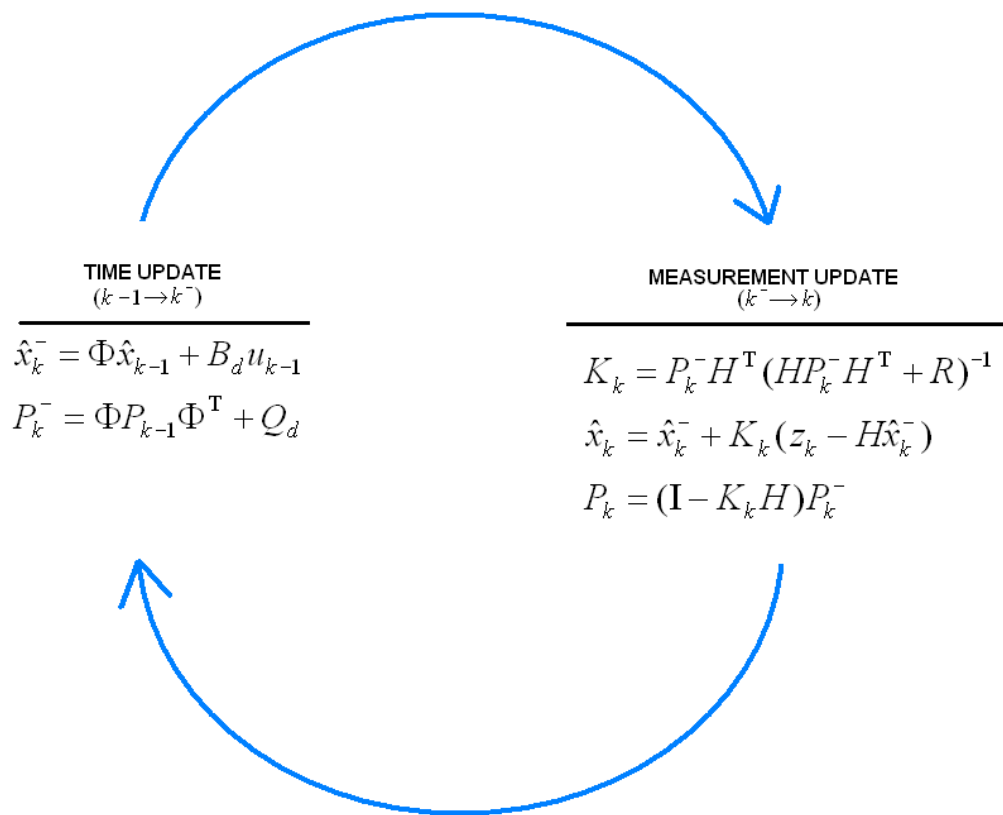 TIME UPDATE
(k−1→k⁻)
x̂ₖ⁻ = Φx̂ₖ₋₁ + B_d uₖ₋₁
Pₖ⁻ = ΦPₖ₋₁Φᵀ + Q_d
MEASUREMENT UPDATE
(k⁻→k)
Kₖ = Pₖ⁻Hᵀ(HPₖ⁻Hᵀ + R)⁻¹
x̂ₖ = x̂ₖ⁻ + Kₖ(zₖ − Hx̂ₖ⁻)
Pₖ = (I − KₖH)Pₖ⁻